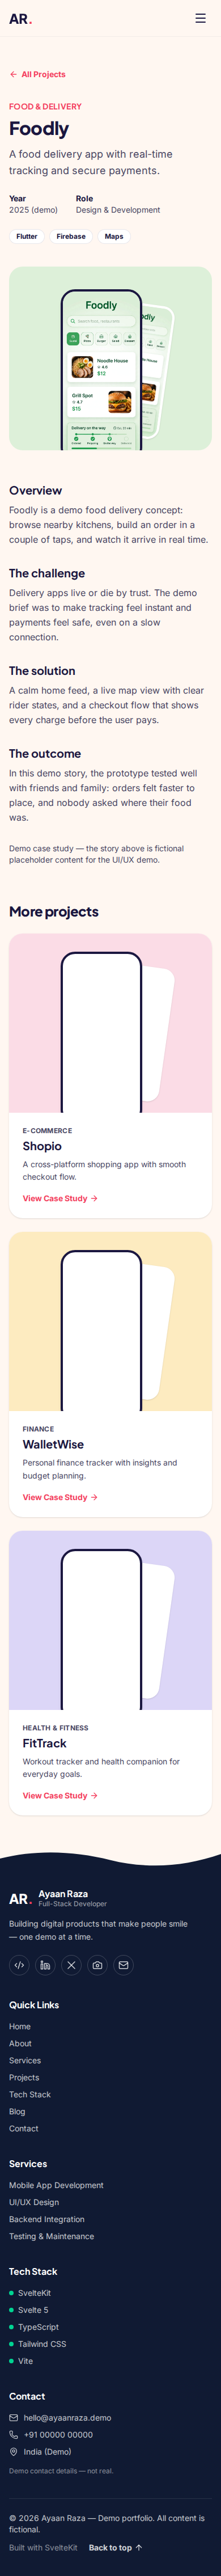 AR.
All Projects
FOOD & DELIVERY
Foodly
A food delivery app with real-time
tracking and secure payments.
Year
2025 (demo)
Role
Design & Development
Flutter
Firebase
Maps
Foodly
Noodle House
4.8
$12
Grill Spot
4.7
$15
Delivery on the way
Overview
Foodly is a demo food delivery concept:
browse nearby kitchens, build an order in a
couple of taps, and watch it arrive in real time.
The challenge
Delivery apps live or die by trust. The demo
brief was to make tracking feel instant and
payments feel safe, even on a slow
connection.
The solution
A calm home feed, a live map view with clear
rider states, and a checkout flow that shows
every charge before the user pays.
The outcome
In this demo story, the prototype tested well
with friends and family: orders felt faster to
place, and nobody asked where their food
was.
Demo case study — the story above is fictional
placeholder content for the UI/UX demo.
More projects
E-COMMERCE
Shopio
A cross-platform shopping app with smooth
checkout flow.
View Case Study
FINANCE
WalletWise
Personal finance tracker with insights and
budget planning.
View Case Study
HEALTH & FITNESS
FitTrack
Workout tracker and health companion for
everyday goals.
View Case Study
AR.
Ayaan Raza
Full-Stack Developer
Building digital products that make people smile
— one demo at a time.
Quick Links
Home
About
Services
Projects
Tech Stack
Blog
Contact
Services
Mobile App Development
UI/UX Design
Backend Integration
Testing & Maintenance
Tech Stack
SvelteKit
Svelte 5
TypeScript
Tailwind CSS
Vite
Contact
hello@ayaanraza.demo
+91 00000 00000
India (Demo)
Demo contact details — not real.
© 2026 Ayaan Raza — Demo portfolio. All content is
fictional.
Built with SvelteKit
Back to top